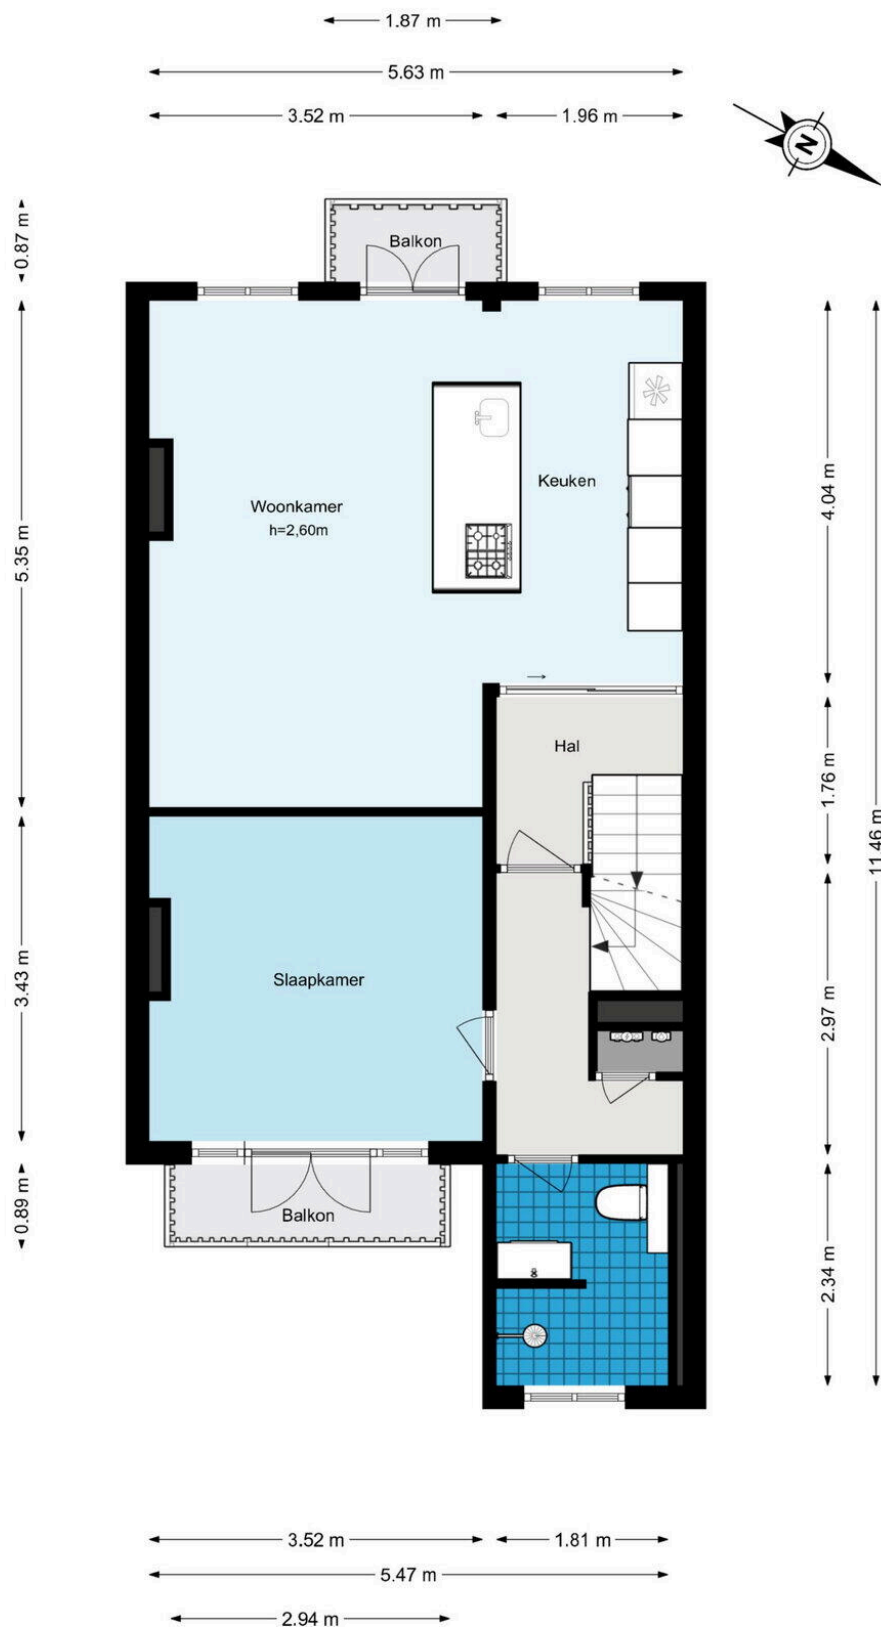 1.87 m
5.63 m
3.52 m
1.96 m
N
0.87 m
Balkon
5.35 m
Woonkamer
h=2,60m
Keuken
4.04 m
Hal
1.76 m
11.46 m
3.43 m
Slaapkamer
2.97 m
0.89 m
Balkon
2.34 m
3.52 m
1.81 m
5.47 m
2.94 m